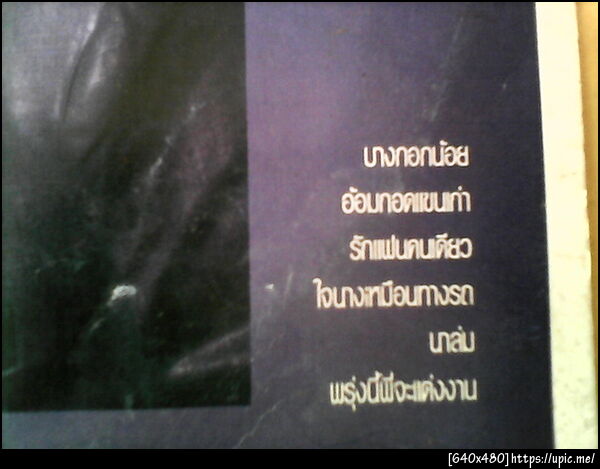 บางกอกน้อย
อ้อมกอดแขนเก่า
รักแฟนคนเดียว
ใจนางเหมือนทางรถ
นาล่ม
พรุ่งนี้พี่จะแต่งงาน
[640x480]https://upic.me/